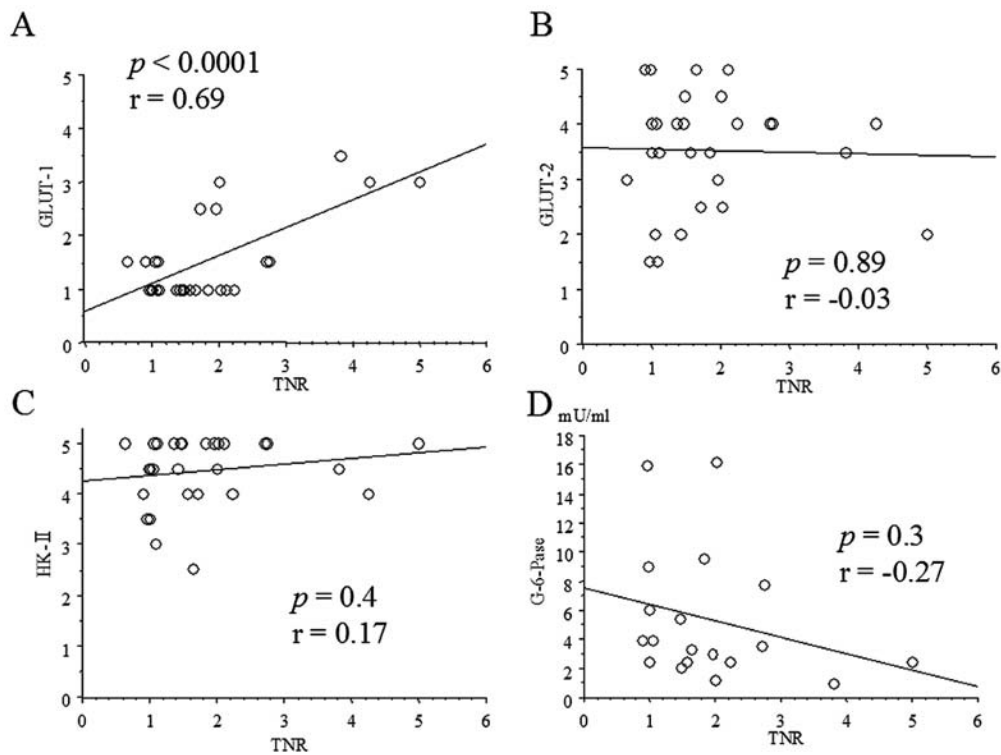 A
p < 0.0001
r = 0.69
5
4
3
2
1
0
GLUT-1
0 1 2 3 4 5 6
TNR
B
5
4
3
2
1
0
GLUT-2
p = 0.89
r = -0.03
0 1 2 3 4 5 6
TNR
C
5
4
3
2
1
0
HK-II
p = 0.4
r = 0.17
0 1 2 3 4 5 6
TNR
D
mU/ml
18
16
14
12
10
8
6
4
2
0
G-6-Pase
p = 0.3
r = -0.27
0 1 2 3 4 5 6
TNR